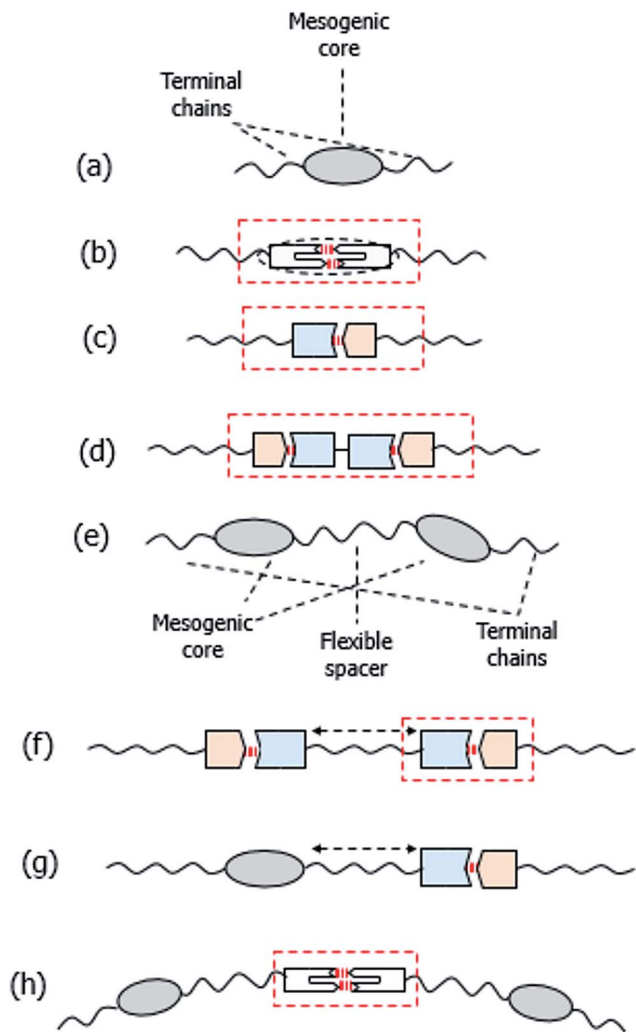 Mesogenic
core
Terminal
chains
(a)
(b)
(c)
(d)
(e)
Mesogenic
core
Flexible
spacer
Terminal
chains
(f)
(g)
(h)